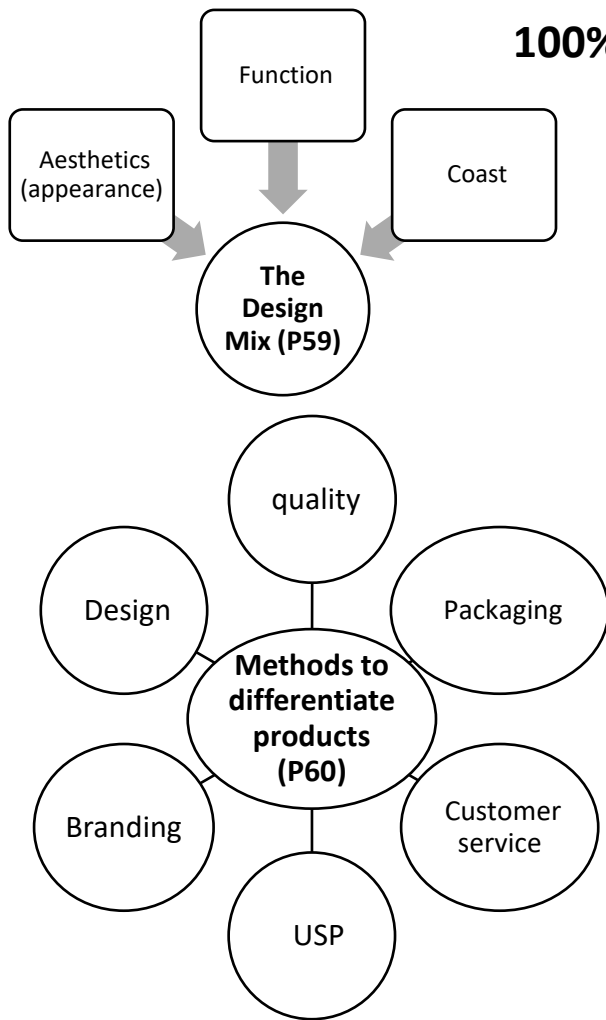 100%
Function
Aesthetics
(appearance)
Coast
The
Design
Mix (P59)
quality
Design
Packaging
Methods to
differentiate
products
(P60)
Branding
Customer
service
USP